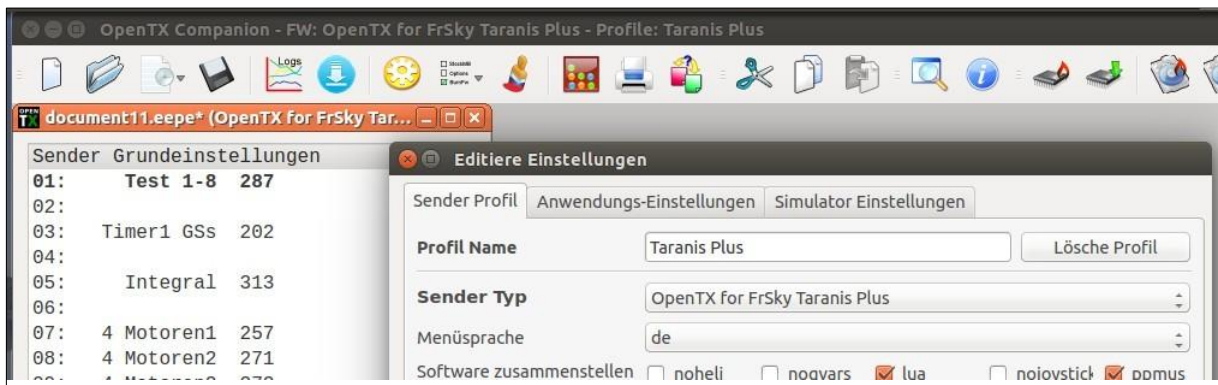 OpenTX Companion - FW: OpenTX for FrSky Taranis Plus - Profile: Taranis Plus
Logs
document11.eepe* (OpenTX for FrSky Tar...
Sender Grundeinstellungen
01: Test 1-8 287
02:
03: Timer1 GSs 202
04:
05: Integral 313
06:
07: 4 Motoren1 257
08: 4 Motoren2 271
Editiere Einstellungen
Sender Profil Anwendungs-Einstellungen Simulator Einstellungen
Profil Name Taranis Plus Lösche Profil
Sender Typ OpenTX for FrSky Taranis Plus
Menüsprache de
Software zusammenstellen noheli nogvars lua nojoystick ppmus